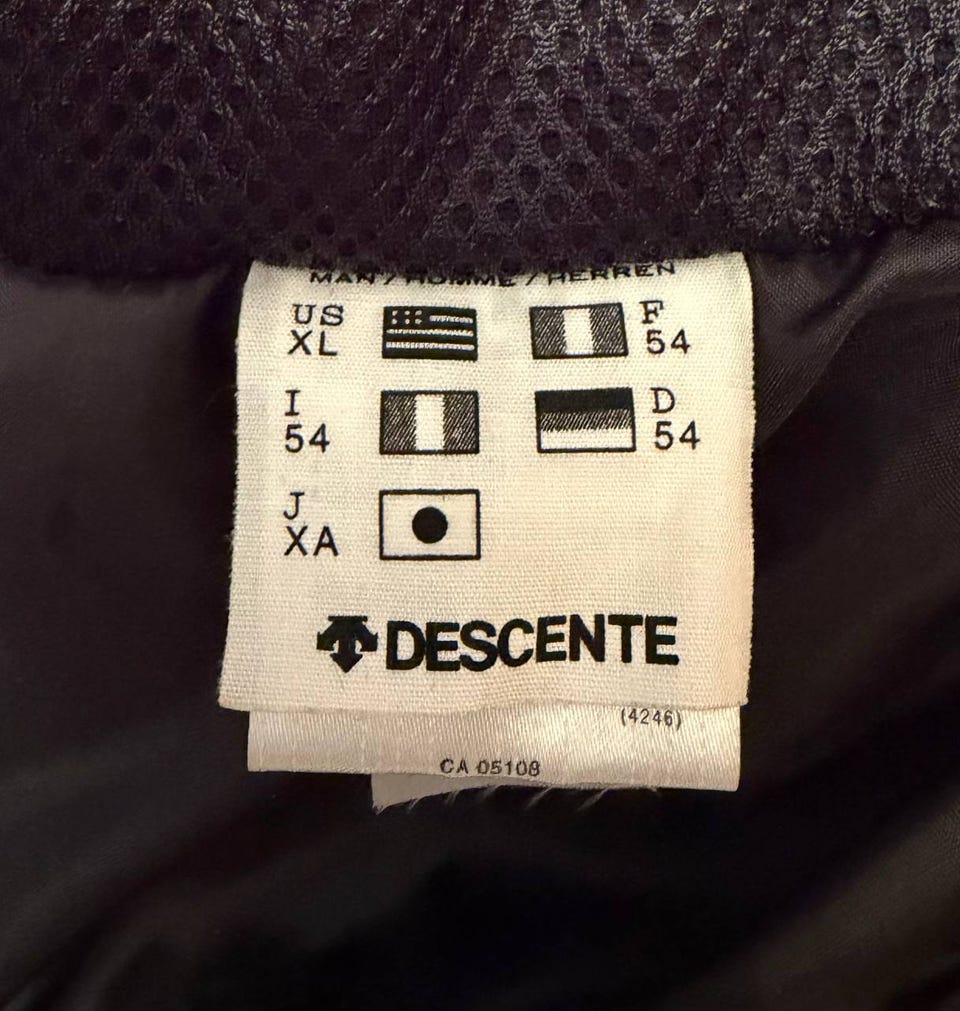 MAN / HOMME / HERREN
US F
XL 54
I D
54 54
J
XA
DESCENTE
(4246)
CA 05108